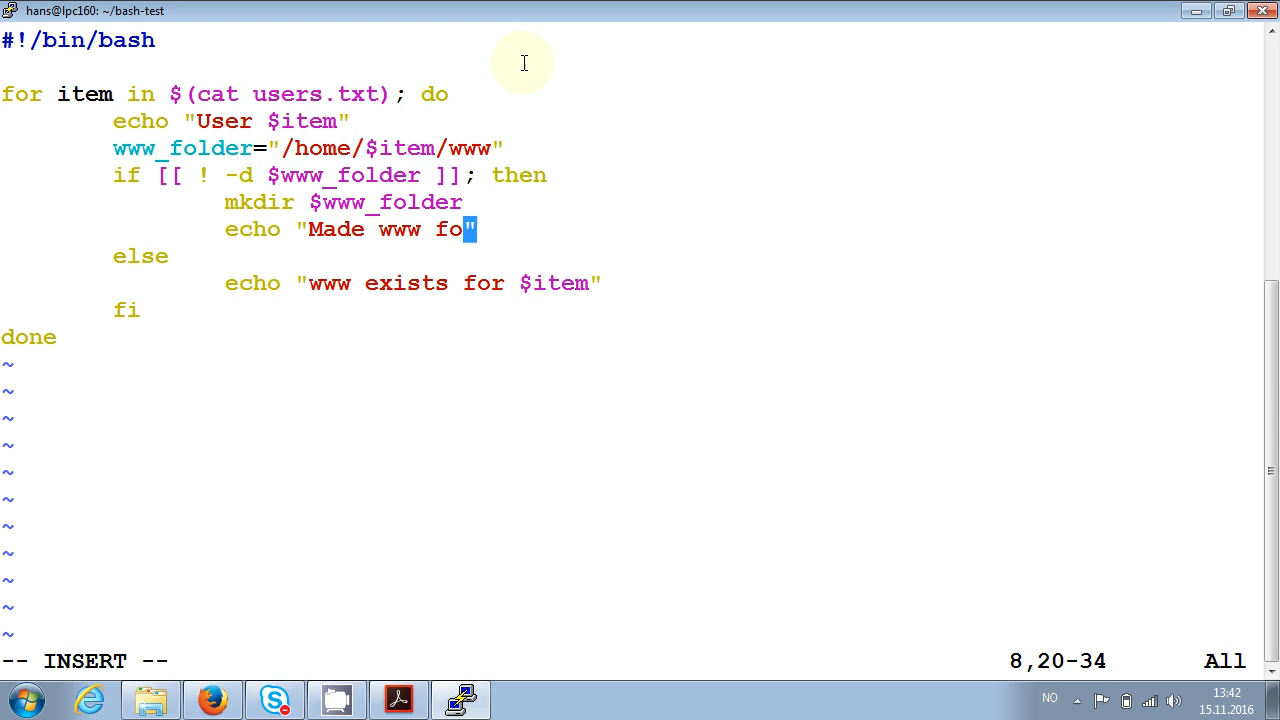 hans@lpc160: ~/bash-test
#!/bin/bash
for item in $(cat users.txt); do
echo "User $item"
www_folder="/home/$item/www"
if [[ ! -d $www_folder ]]; then
mkdir $www_folder
echo "Made www fo"
else
echo "www exists for $item"
fi
done
~
~
~
~
~
~
~
~
~
~
~
-- INSERT -- 8,20-34 All
NO 13:42
15.11.2016